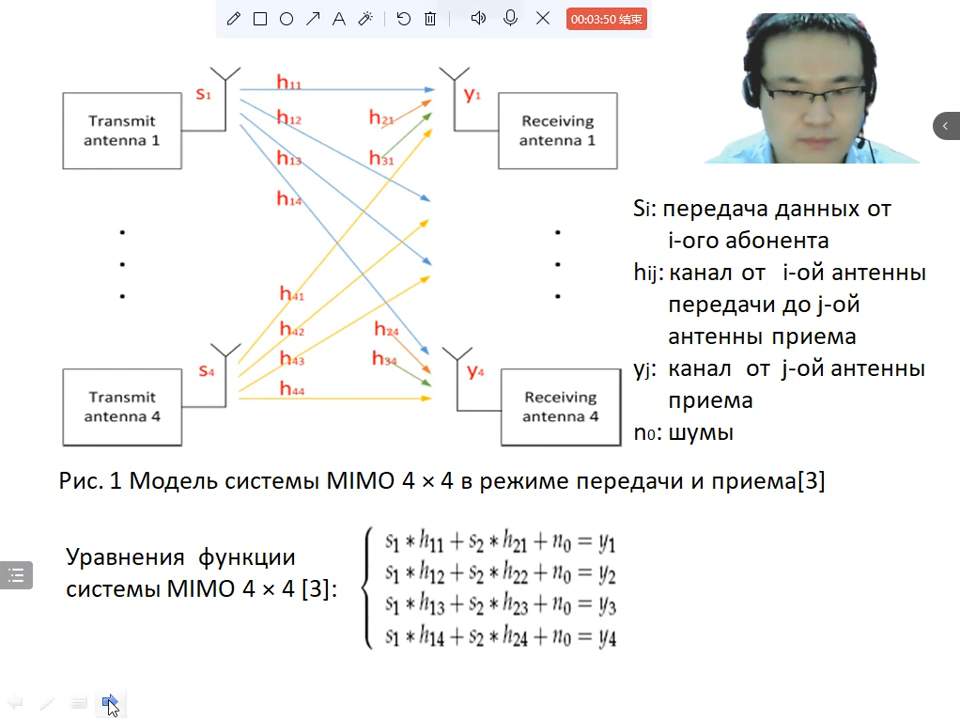 00:03:50 结束
s1
h11
y1
Transmit
antenna 1
h12
h21
Receiving
antenna 1
h13
h31
h14
Si: передача данных от
i-ого абонента
hij: канал от i-ой антенны
передачи до j-ой
антенны приема
yj: канал от j-ой антенны
приема
n0: шумы
h41
h42
h24
s4
h43
h34
y4
h44
Transmit
antenna 4
Receiving
antenna 4
Рис. 1 Модель системы MIMO 4 × 4 в режиме передачи и приема[3]
Уравнения функции
системы MIMO 4 × 4 [3]:
s1 * h11 + s2 * h21 + n0 = y1
s1 * h12 + s2 * h22 + n0 = y2
s1 * h13 + s2 * h23 + n0 = y3
s1 * h14 + s2 * h24 + n0 = y4